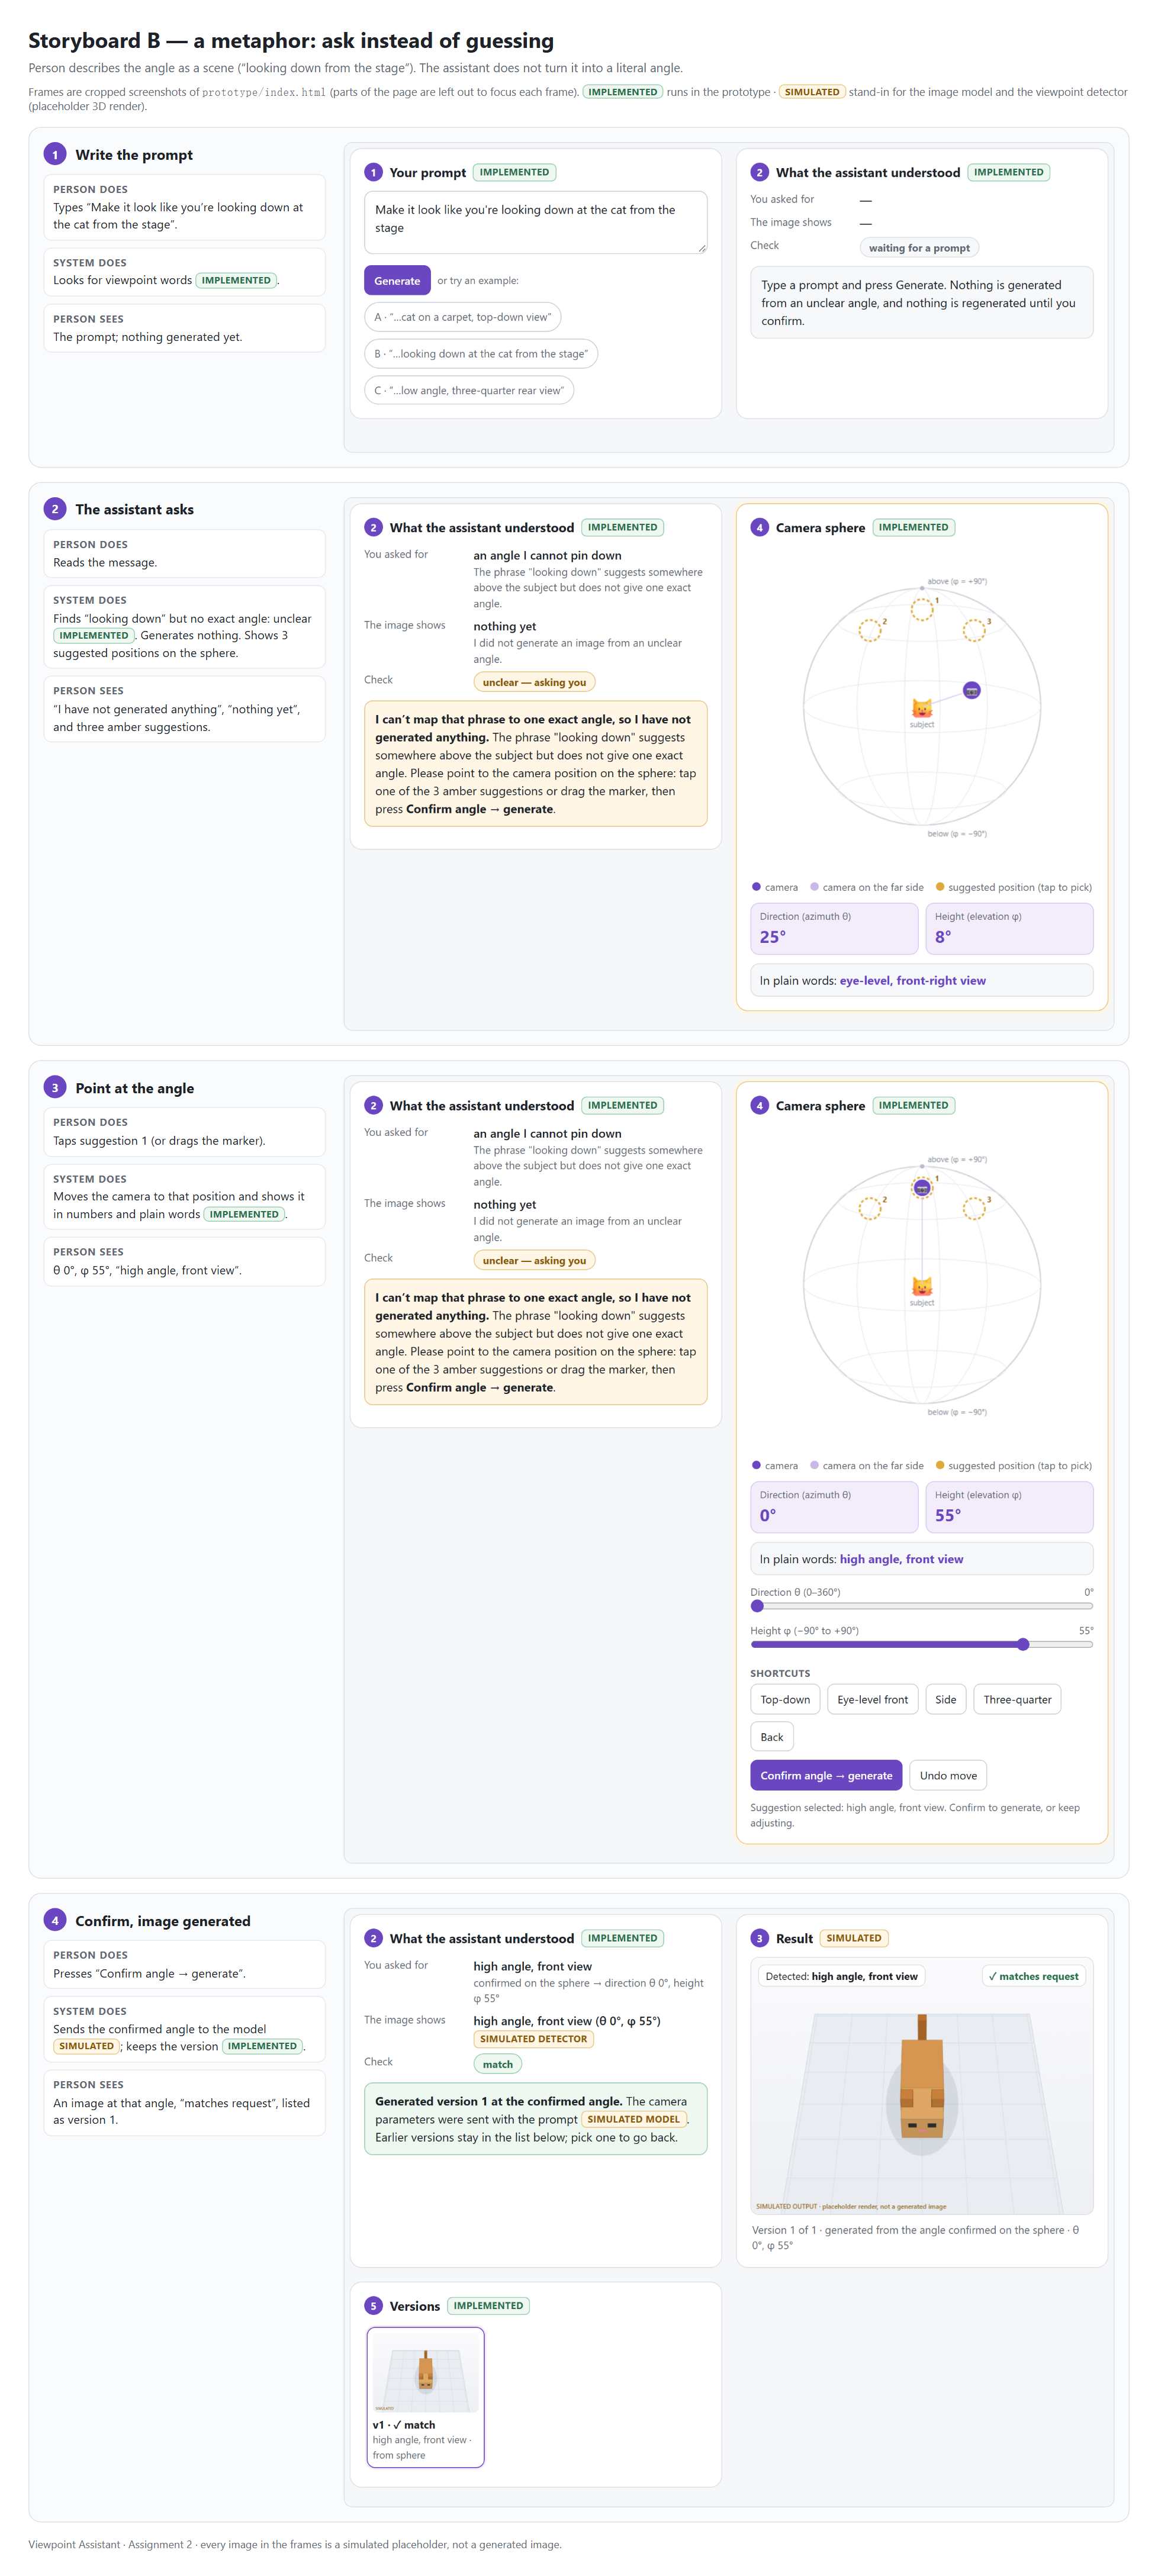 Storyboard B — a metaphor: ask instead of guessing
Person describes the angle as a scene (“looking down from the stage”). The assistant does not turn it into a literal angle.
Frames are cropped screenshots of prototype/index.html (parts of the page are left out to focus each frame). IMPLEMENTED runs in the prototype · SIMULATED stand-in for the image model and the viewpoint detector
(placeholder 3D render).
1 Write the prompt
PERSON DOES
Types “Make it look like you’re looking down at
the cat from the stage”.
SYSTEM DOES
Looks for viewpoint words IMPLEMENTED.
PERSON SEES
The prompt; nothing generated yet.
1 Your prompt IMPLEMENTED
Make it look like you're looking down at the cat from the
stage
Generate or try an example:
A · “…cat on a carpet, top-down view”
B · “…looking down at the cat from the stage”
C · “…low angle, three-quarter rear view”
2 What the assistant understood IMPLEMENTED
You asked for —
The image shows —
Check waiting for a prompt
Type a prompt and press Generate. Nothing is generated
from an unclear angle, and nothing is regenerated until you
confirm.
2 The assistant asks
PERSON DOES
Reads the message.
SYSTEM DOES
Finds “looking down” but no exact angle: unclear
IMPLEMENTED. Generates nothing. Shows 3
suggested positions on the sphere.
PERSON SEES
“I have not generated anything”, “nothing yet”,
and three amber suggestions.
2 What the assistant understood IMPLEMENTED
You asked for an angle I cannot pin down
The phrase "looking down" suggests somewhere
above the subject but does not give one exact
angle.
The image shows nothing yet
I did not generate an image from an unclear
angle.
Check unclear — asking you
I can’t map that phrase to one exact angle, so I have not
generated anything. The phrase "looking down" suggests
somewhere above the subject but does not give one exact
angle. Please point to the camera position on the sphere: tap
one of the 3 amber suggestions or drag the marker, then
press Confirm angle → generate.
4 Camera sphere IMPLEMENTED
above (φ = +90°)
1
2
3
subject
below (φ = −90°)
camera camera on the far side suggested position (tap to pick)
Direction (azimuth θ) Height (elevation φ)
25° 8°
In plain words: eye-level, front-right view
3 Point at the angle
PERSON DOES
Taps suggestion 1 (or drags the marker).
SYSTEM DOES
Moves the camera to that position and shows it
in numbers and plain words IMPLEMENTED.
PERSON SEES
θ 0°, φ 55°, “high angle, front view”.
2 What the assistant understood IMPLEMENTED
You asked for an angle I cannot pin down
The phrase "looking down" suggests somewhere
above the subject but does not give one exact
angle.
The image shows nothing yet
I did not generate an image from an unclear
angle.
Check unclear — asking you
I can’t map that phrase to one exact angle, so I have not
generated anything. The phrase "looking down" suggests
somewhere above the subject but does not give one exact
angle. Please point to the camera position on the sphere: tap
one of the 3 amber suggestions or drag the marker, then
press Confirm angle → generate.
4 Camera sphere IMPLEMENTED
above (φ = +90°)
1
2
3
subject
below (φ = −90°)
camera camera on the far side suggested position (tap to pick)
Direction (azimuth θ) Height (elevation φ)
0° 55°
In plain words: high angle, front view
Direction θ (0–360°) 0°
Height φ (−90° to +90°) 55°
SHORTCUTS
Top-down Eye-level front Side Three-quarter
Back
Confirm angle → generate Undo move
Suggestion selected: high angle, front view. Confirm to generate, or keep
adjusting.
4 Confirm, image generated
PERSON DOES
Presses “Confirm angle → generate”.
SYSTEM DOES
Sends the confirmed angle to the model
SIMULATED; keeps the version IMPLEMENTED.
PERSON SEES
An image at that angle, “matches request”, listed
as version 1.
2 What the assistant understood IMPLEMENTED
You asked for high angle, front view
confirmed on the sphere → direction θ 0°, height
φ 55°
The image shows high angle, front view (θ 0°, φ 55°)
SIMULATED DETECTOR
Check match
Generated version 1 at the confirmed angle. The camera
parameters were sent with the prompt SIMULATED MODEL.
Earlier versions stay in the list below; pick one to go back.
3 Result SIMULATED
Detected: high angle, front view ✓ matches request
SIMULATED OUTPUT · placeholder render, not a generated image
Version 1 of 1 · generated from the angle confirmed on the sphere · θ
0°, φ 55°
5 Versions IMPLEMENTED
SIMULATED
v1 · ✓ match
high angle, front view ·
from sphere
Viewpoint Assistant · Assignment 2 · every image in the frames is a simulated placeholder, not a generated image.